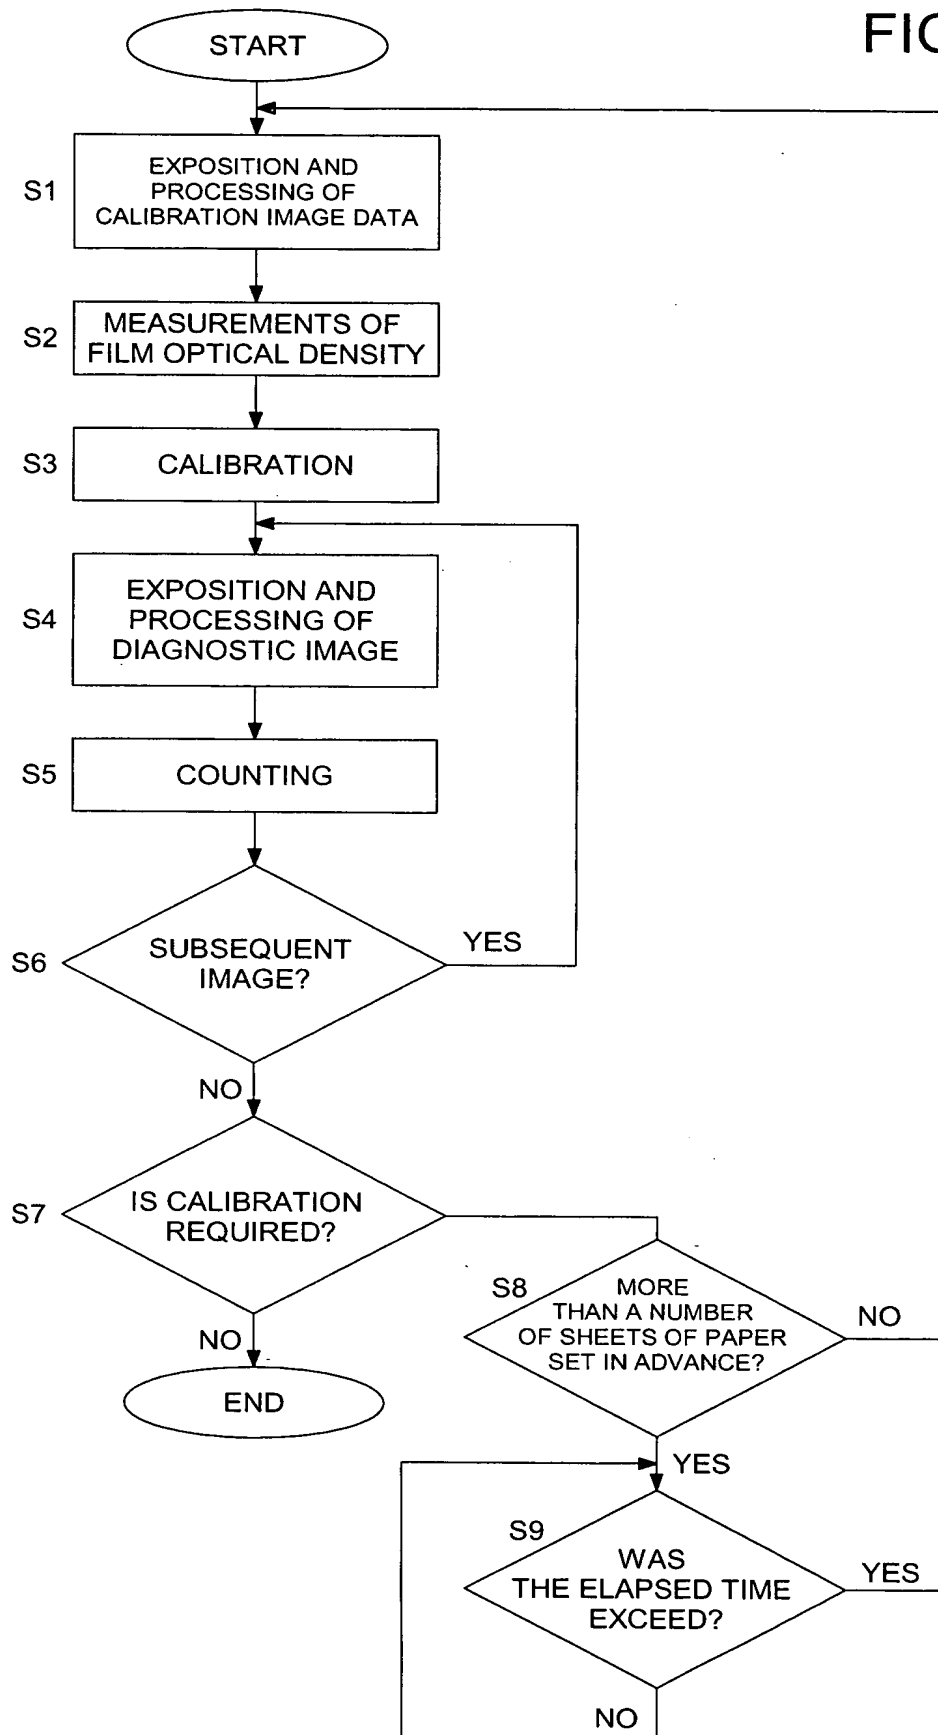 START
FIG
S1
EXPOSITION AND
PROCESSING OF
CALIBRATION IMAGE DATA
S2
MEASUREMENTS OF
FILM OPTICAL DENSITY
S3
CALIBRATION
S4
EXPOSITION AND
PROCESSING OF
DIAGNOSTIC IMAGE
S5
COUNTING
S6
SUBSEQUENT
IMAGE?
YES
NO
S7
IS CALIBRATION
REQUIRED?
NO
END
S8
MORE
THAN A NUMBER
OF SHEETS OF PAPER
SET IN ADVANCE?
NO
YES
S9
WAS
THE ELAPSED TIME
EXCEED?
YES
NO